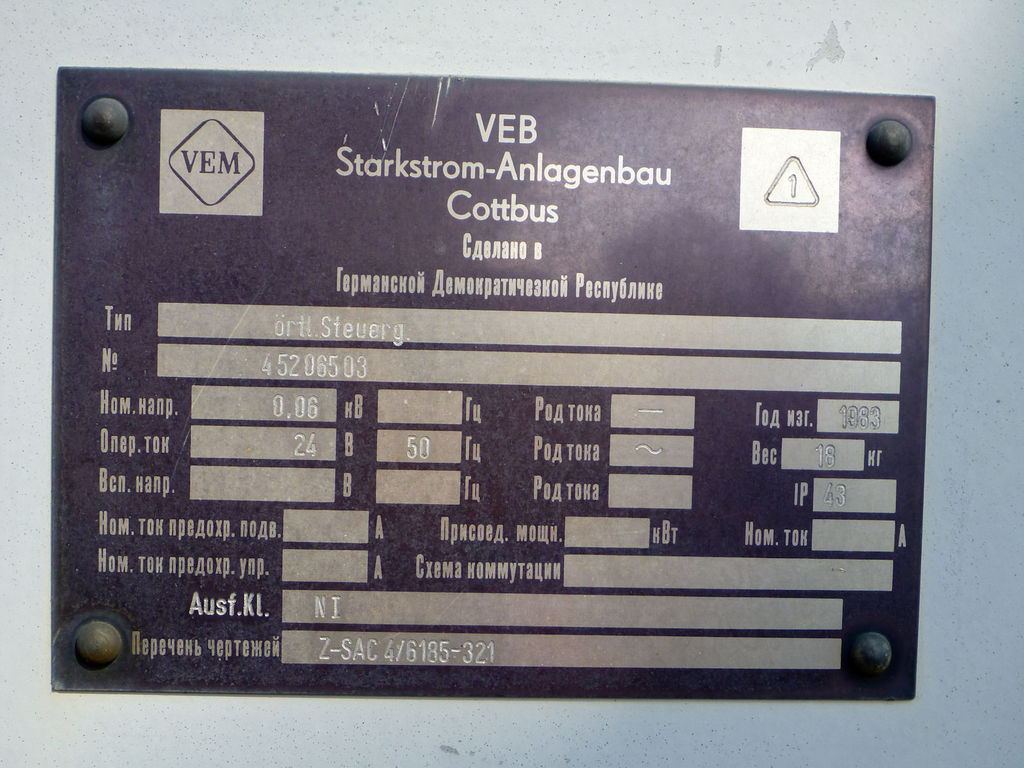 VEM
VEB
Starkstrom-Anlagenbau
Cottbus
1
Сделано в
Германской Демократической Республике
Тип örtl.Steuerg.
№ 45206503
Ном.напр. 0,06 кВ Гц Род тока — Год изг. 1983
Опер.ток 24 В 50 Гц Род тока ~ Вес 18 кг
Всп. напр. В Гц Род тока IP 43
Ном. ток предохр. подв. А Присоед. мощн. кВт Ном. ток А
Ном. ток предохр. упр. А Схема коммутации
Ausf.Kl. NI
Перечень чертежей Z-SAC 4/6185-321